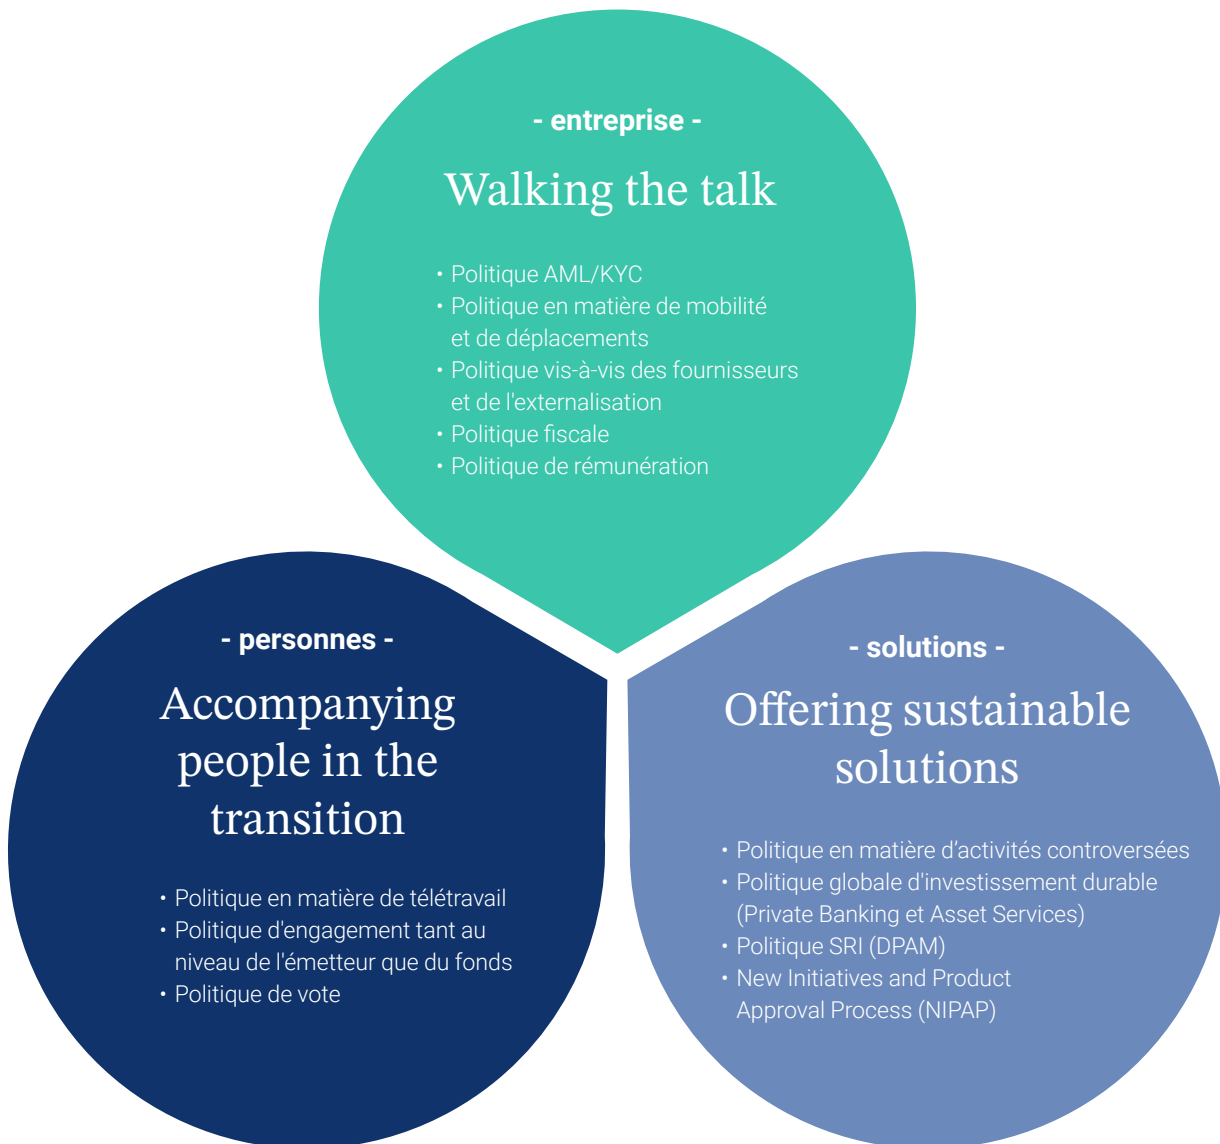 - entreprise -
Walking the talk
• Politique AML/KYC
• Politique en matière de mobilité
et de déplacements
• Politique vis-à-vis des fournisseurs
et de l'externalisation
• Politique fiscale
• Politique de rémunération
- personnes -
Accompanying
people in the
transition
• Politique en matière de télétravail
• Politique d'engagement tant au
niveau de l'émetteur que du fonds
• Politique de vote
- solutions -
Offering sustainable
solutions
• Politique en matière d’activités controversées
• Politique globale d'investissement durable
(Private Banking et Asset Services)
• Politique SRI (DPAM)
• New Initiatives and Product
Approval Process (NIPAP)